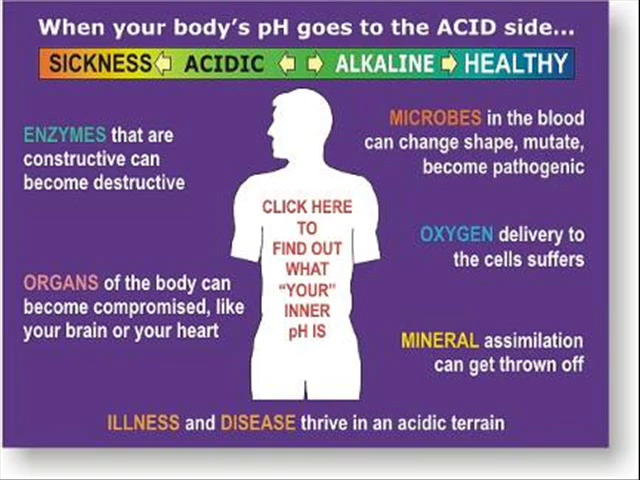 When your body's pH goes to the ACID side...
SICKNESS ACIDIC ALKALINE HEALTHY
ENZYMES that are
constructive can
become destructive
MICROBES in the blood
can change shape, mutate,
become pathogenic
CLICK HERE
TO
FIND OUT
WHAT
"YOUR"
INNER
pH IS
OXYGEN delivery to
the cells suffers
ORGANS of the body can
become compromised, like
your brain or your heart
MINERAL assimilation
can get thrown off
ILLNESS and DISEASE thrive in an acidic terrain